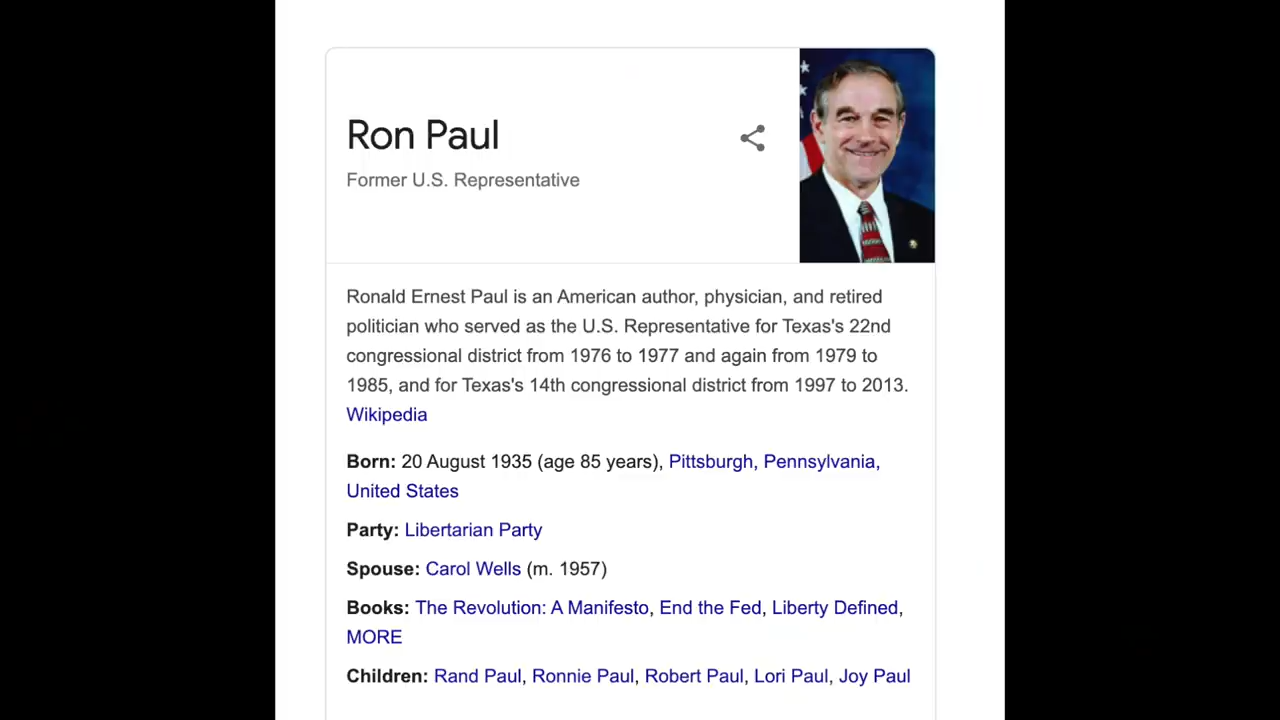 Ron Paul
Former U.S. Representative
Ronald Ernest Paul is an American author, physician, and retired
politician who served as the U.S. Representative for Texas's 22nd
congressional district from 1976 to 1977 and again from 1979 to
1985, and for Texas's 14th congressional district from 1997 to 2013.
Wikipedia
Born: 20 August 1935 (age 85 years), Pittsburgh, Pennsylvania,
United States
Party: Libertarian Party
Spouse: Carol Wells (m. 1957)
Books: The Revolution: A Manifesto, End the Fed, Liberty Defined,
MORE
Children: Rand Paul, Ronnie Paul, Robert Paul, Lori Paul, Joy Paul